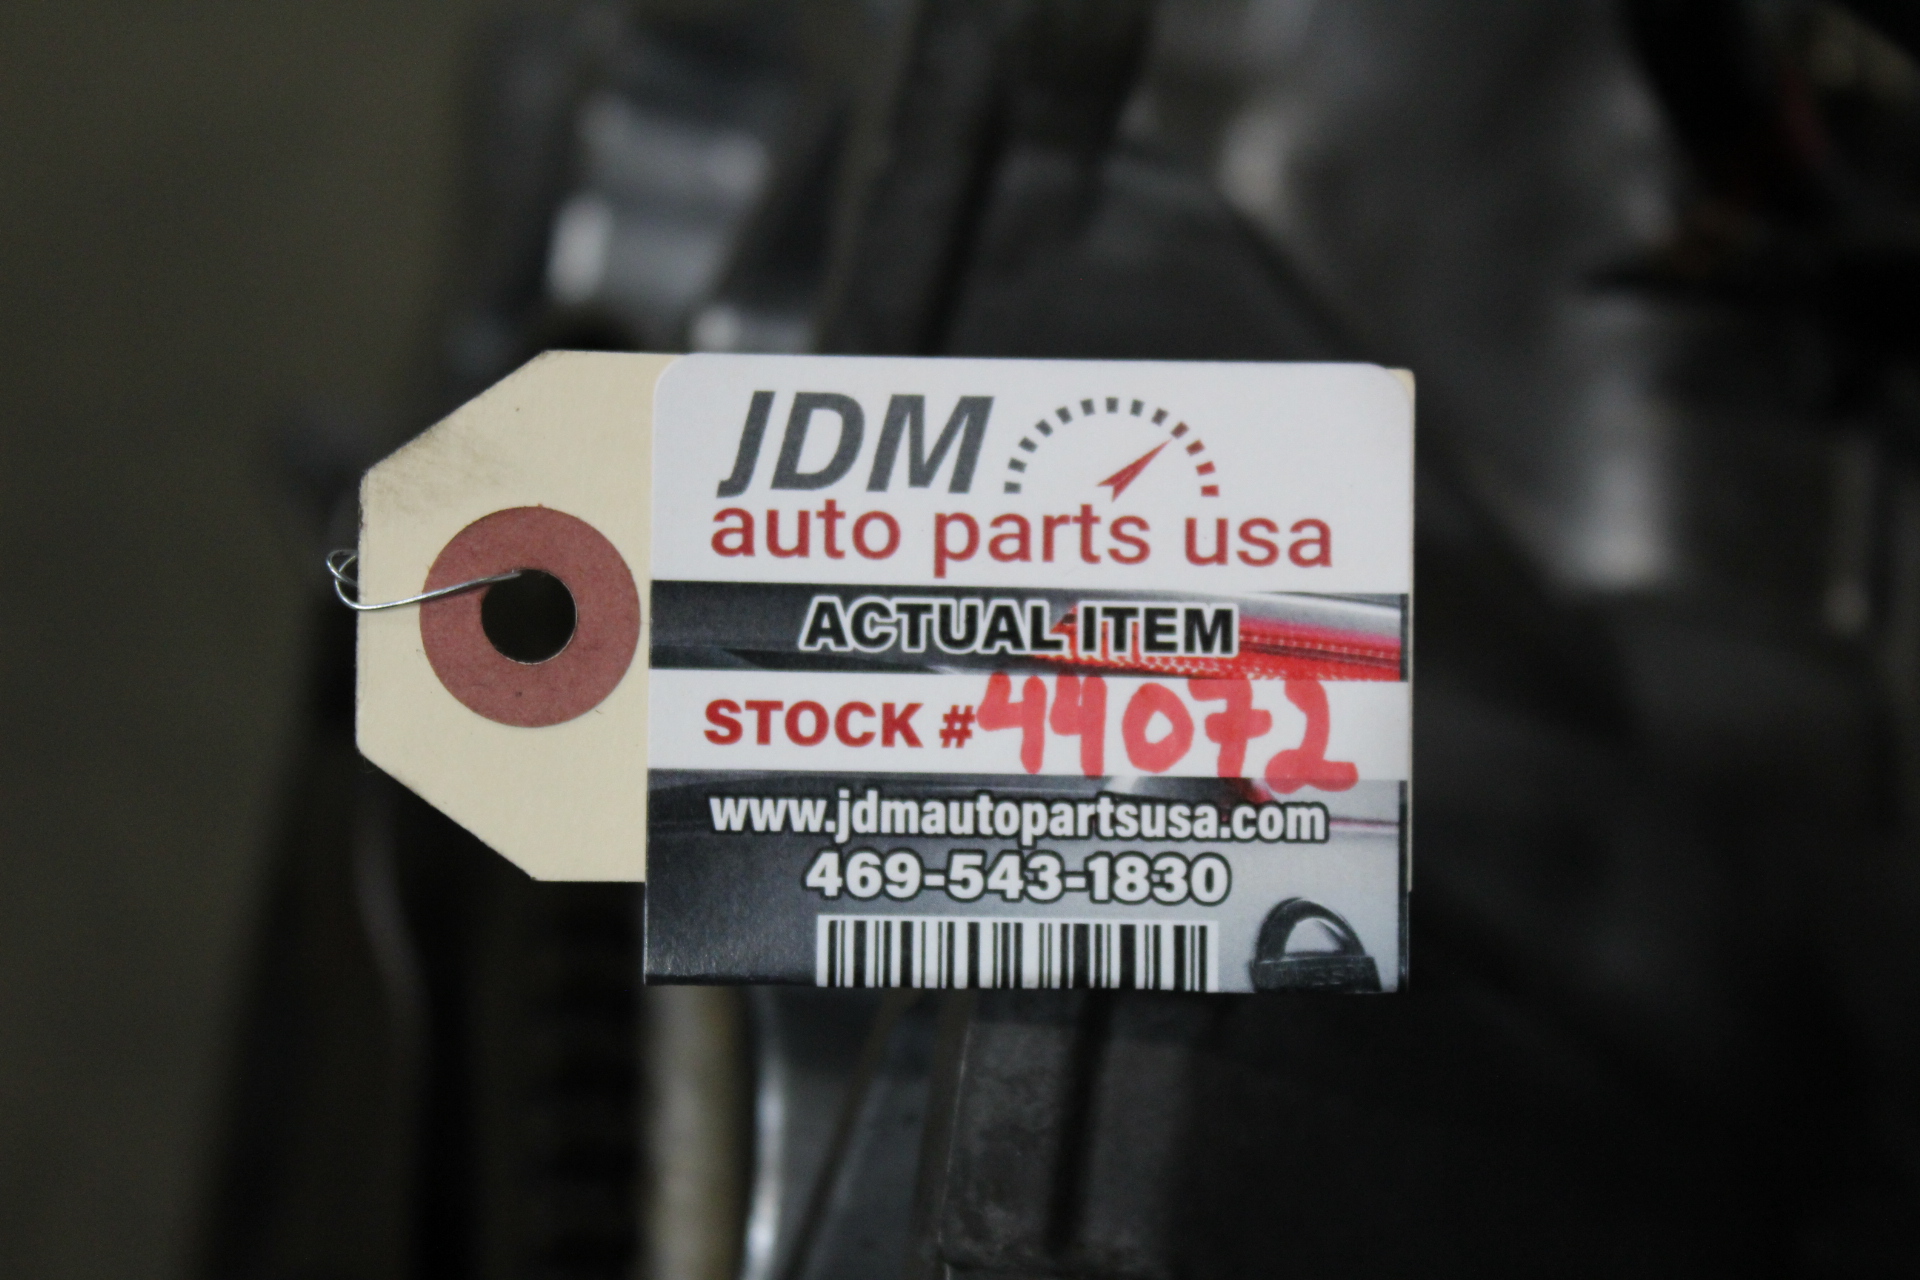 JDM
auto parts usa
ACTUAL ITEM
STOCK #44072
www.jdmautopartsusa.com
469-543-1830